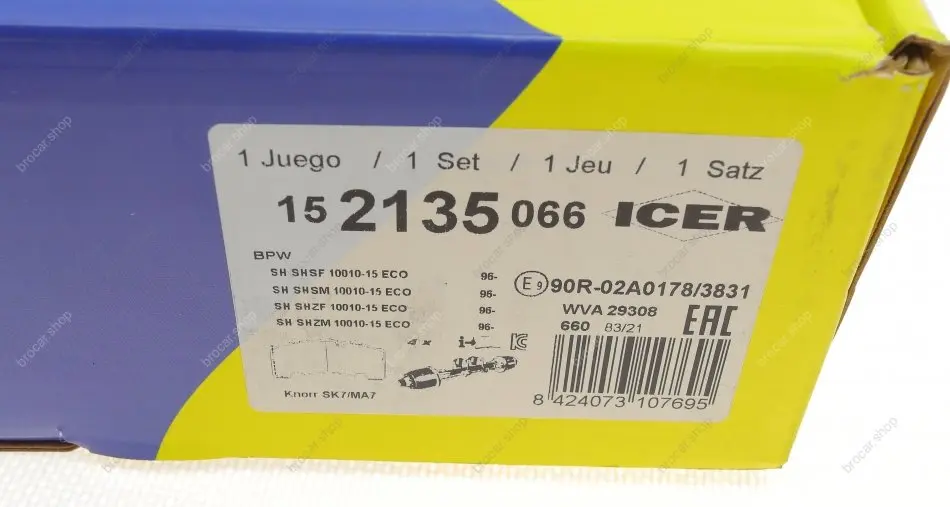 1 Juego / 1 Set / 1 Jeu / 1 Satz
15 2135 066 ICER
BPW
SH SHSF 10010-15 ECO 96-
SH SHSM 10010-15 ECO 96-
SH SHZF 10010-15 ECO 96-
SH SHZM 10010-15 ECO 96-
E9 90R-02A0178/3831
WVA 29308
660 83/21
EAC
4 x
i
Knorr SK7/MA7
8 424073 107695
brocar.shop